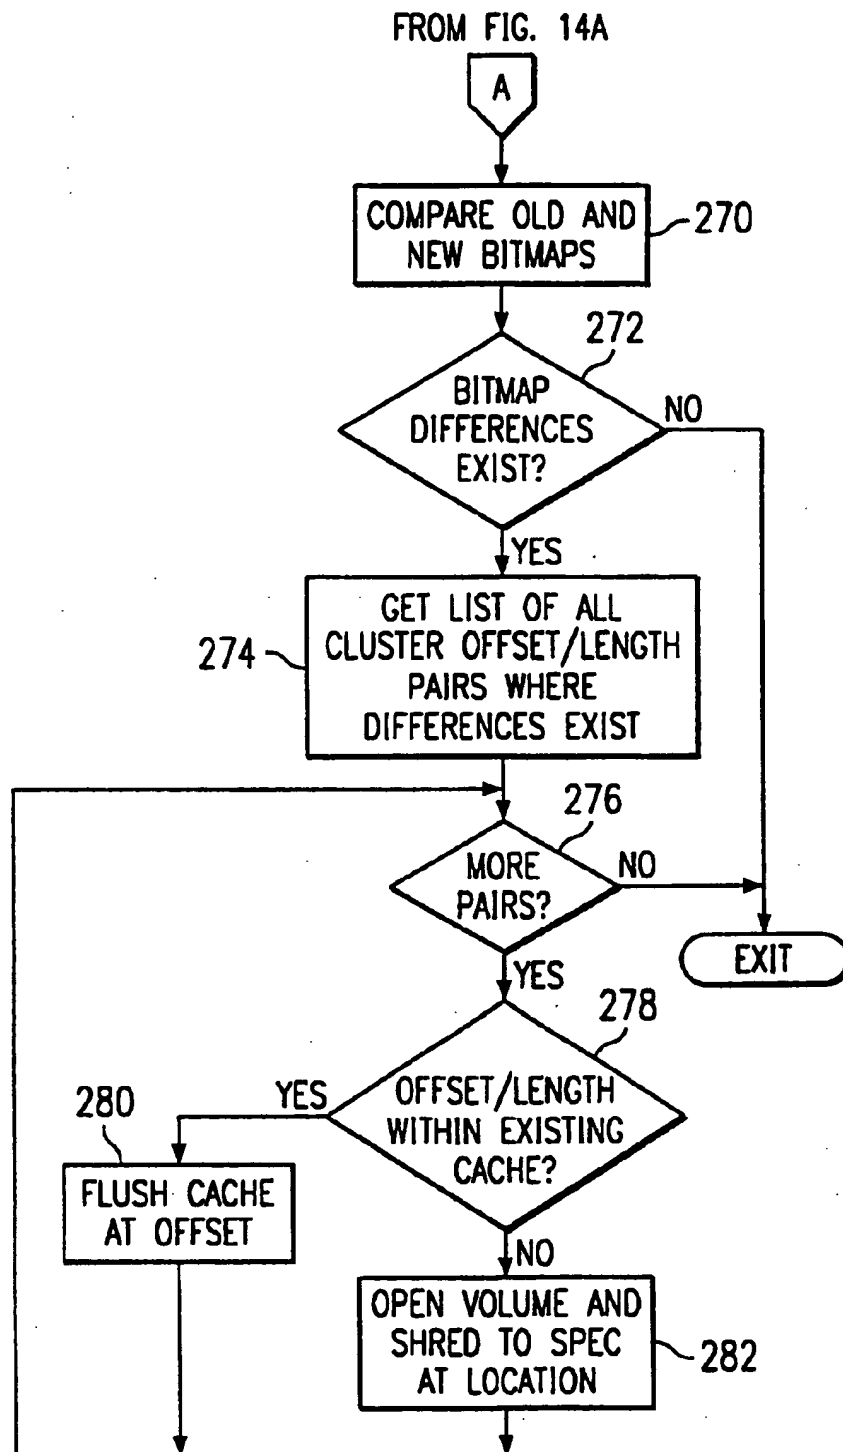 FROM FIG. 14A
A
COMPARE OLD AND
NEW BITMAPS
270
272
BITMAP
DIFFERENCES
EXIST?
NO
YES
GET LIST OF ALL
CLUSTER OFFSET/LENGTH
PAIRS WHERE
DIFFERENCES EXIST
274
276
MORE
PAIRS?
NO
EXIT
YES
278
OFFSET/LENGTH
WITHIN EXISTING
CACHE?
YES
280
FLUSH CACHE
AT OFFSET
NO
OPEN VOLUME AND
SHRED TO SPEC
AT LOCATION
282